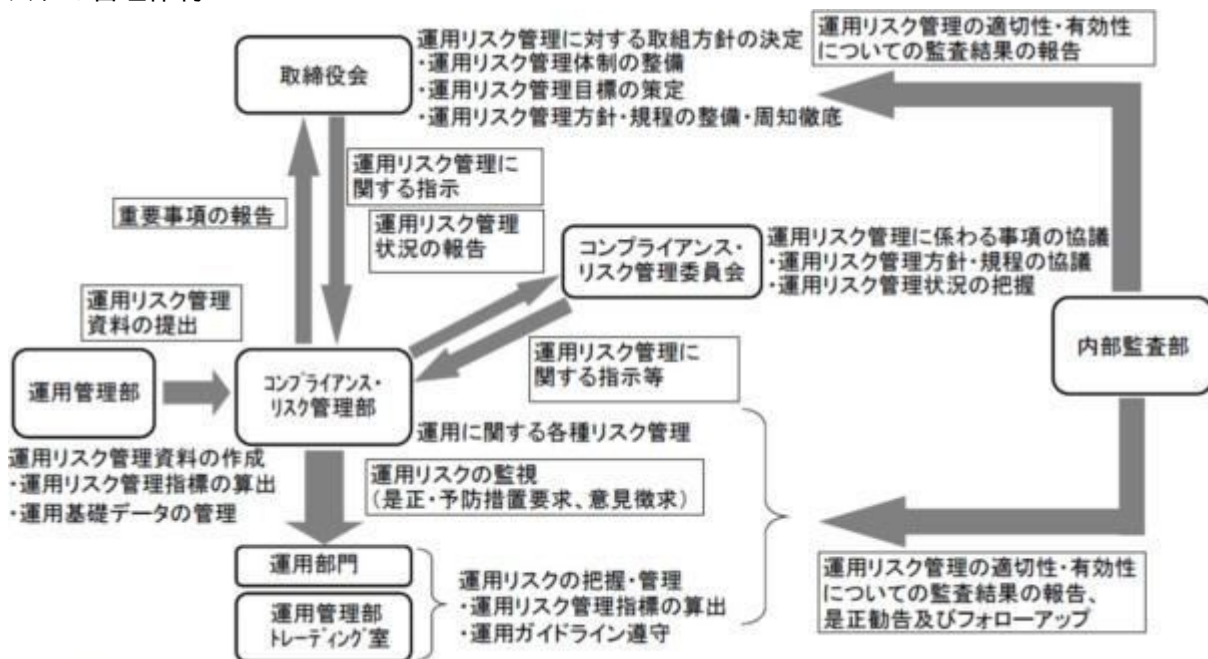 取締役会
運用リスク管理に対する取組方針の決定
・運用リスク管理体制の整備
・運用リスク管理目標の策定
・運用リスク管理方針・規程の整備・周知徹底
運用リスク管理の適切性・有効性
についての監査結果の報告
重要事項の報告
運用リスク管理に
関する指示
運用リスク管理
状況の報告
コンプライアンス・
リスク管理委員会
運用リスク管理に係わる事項の協議
・運用リスク管理方針・規程の協議
・運用リスク管理状況の把握
運用リスク管理
資料の提出
運用リスク管理に
関する指示等
内部監査部
運用管理部
コンプライアンス・
リスク管理部
運用に関する各種リスク管理
運用リスク管理資料の作成
・運用リスク管理指標の算出
・運用基礎データの管理
運用リスクの監視
（是正・予防措置要求、意見徴求）
運用部門
運用管理部
トレーディング室
運用リスクの把握・管理
・運用リスク管理指標の算出
・運用ガイドライン遵守
運用リスク管理の適切性・有効性
についての監査結果の報告、
是正勧告及びフォローアップ